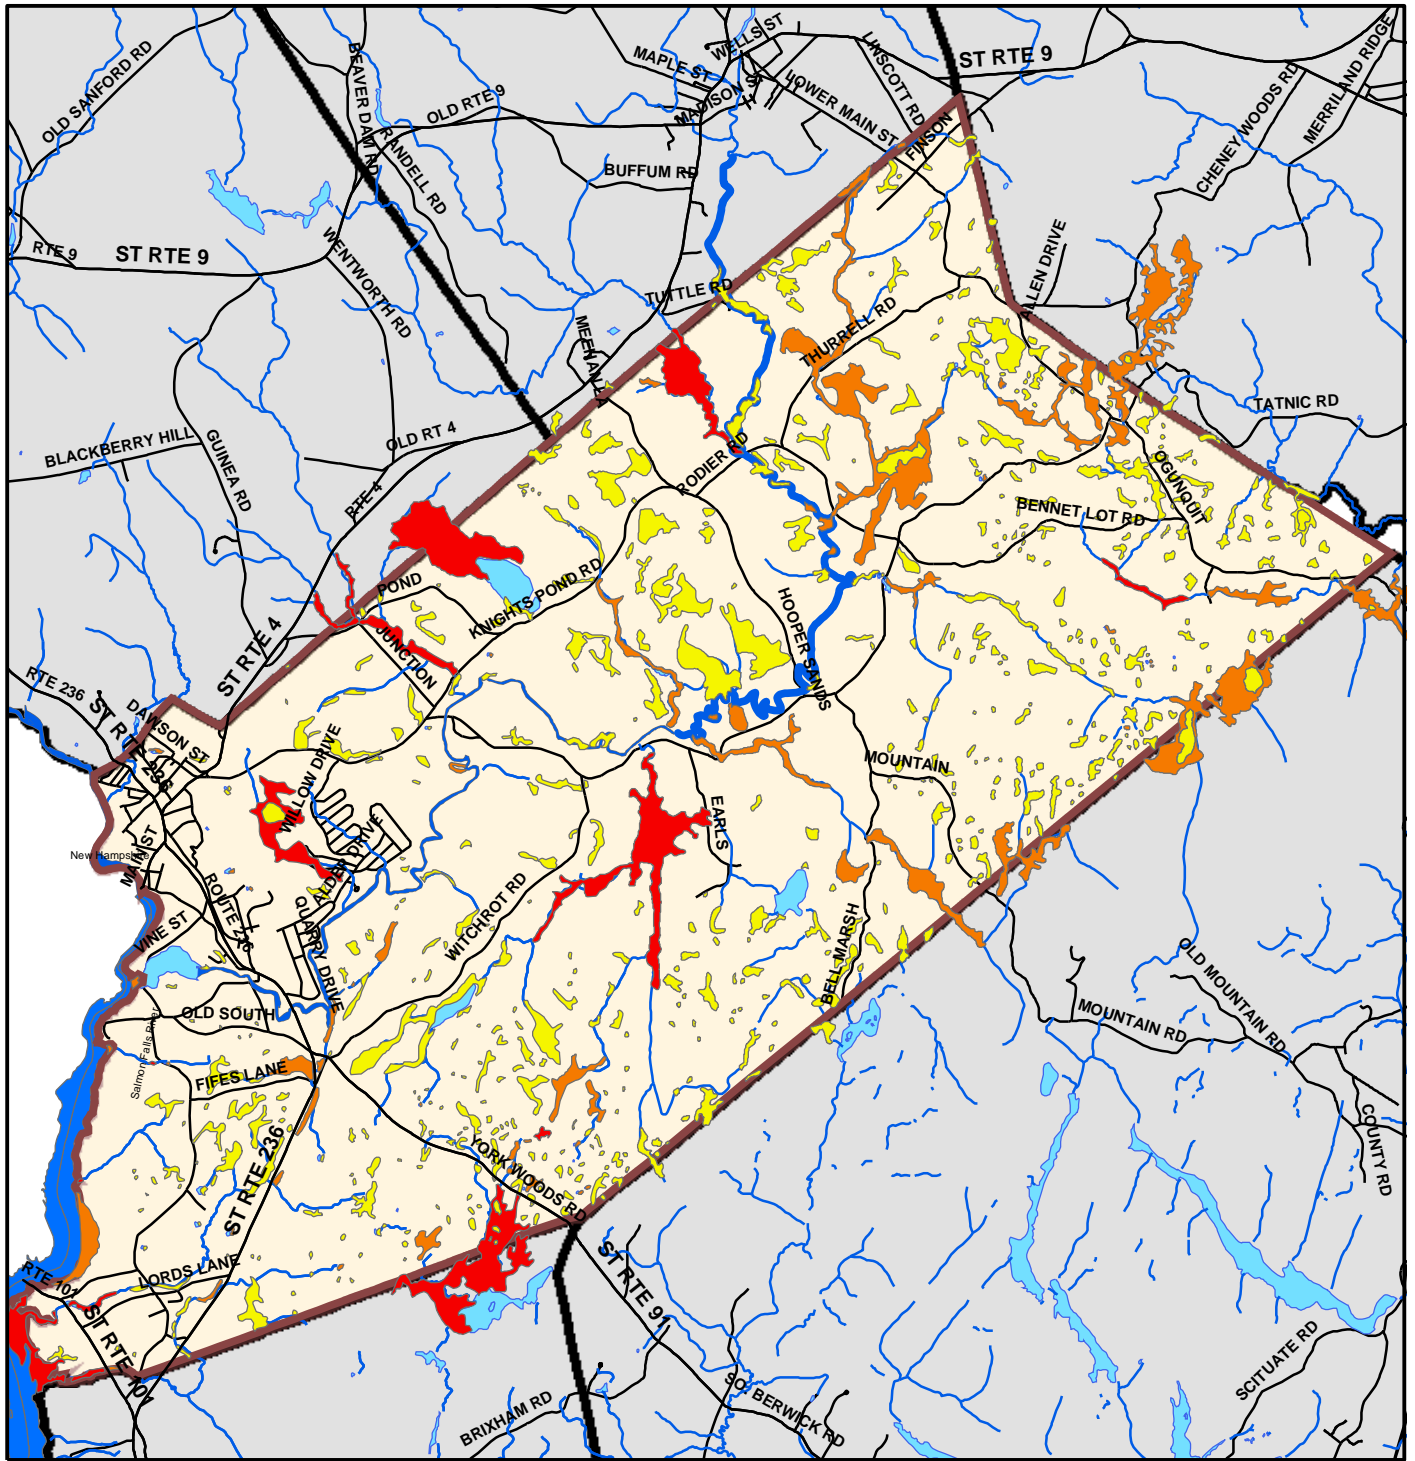 WELLS ST
LINSCOTT RD
ST RTE 9
MERRILAND RIDGE
OLD SANFORD RD
BEAVER DAM RD
MAPLE ST
MADISON ST
LOWER MAIN ST
CHENEY WOODS RD
OLD RTE 9
RANDELL RD
FINSON
BUFFUM RD
RTE 9
ST RTE 9
WENTWORTH RD
ALLEN DRIVE
TUTTLE RD
THURRELL RD
TATNIC RD
BLACKBERRY HILL
GUINEA RD
OLD RT 4
RODIER RD
OGUNQUIT
RTE 4
BENNET LOT RD
POND
KNIGHTS POND RD
HOOPER SANDS
JUNCTION
ST RTE 4
RTE 236
ST RTE 236
DAWSON ST
WILLOW DRIVE
MOUNTAIN
EARLS
ALDER DRIVE
New Hampshire
MAIN ST
ROUTE 236
QUARRY DRIVE
WITCHROT RD
VINE ST
BELL MARSH
OLD MOUNTAIN RD
MOUNTAIN RD
OLD SOUTH
Salmon Falls River
FIFES LANE
COUNTY RD
ST RTE 236
YORK WOODS RD
RTE 101
LORDS LANE
ST RTE 91
ST RTE 101
SCITUATE RD
BRIXHAM RD
SO. BERWICK RD